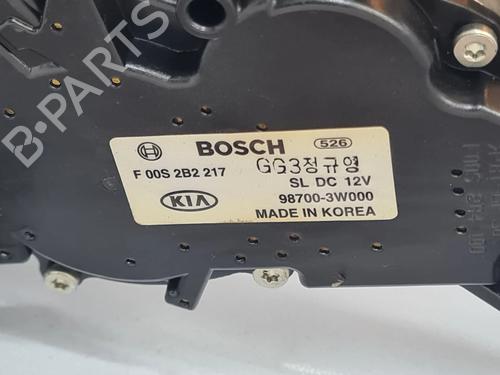 B-PARTS
BOSCH 526
F 00S 2B2 217 GG3정규영
SL DC 12V
KIA 98700-3W000
MADE IN KOREA